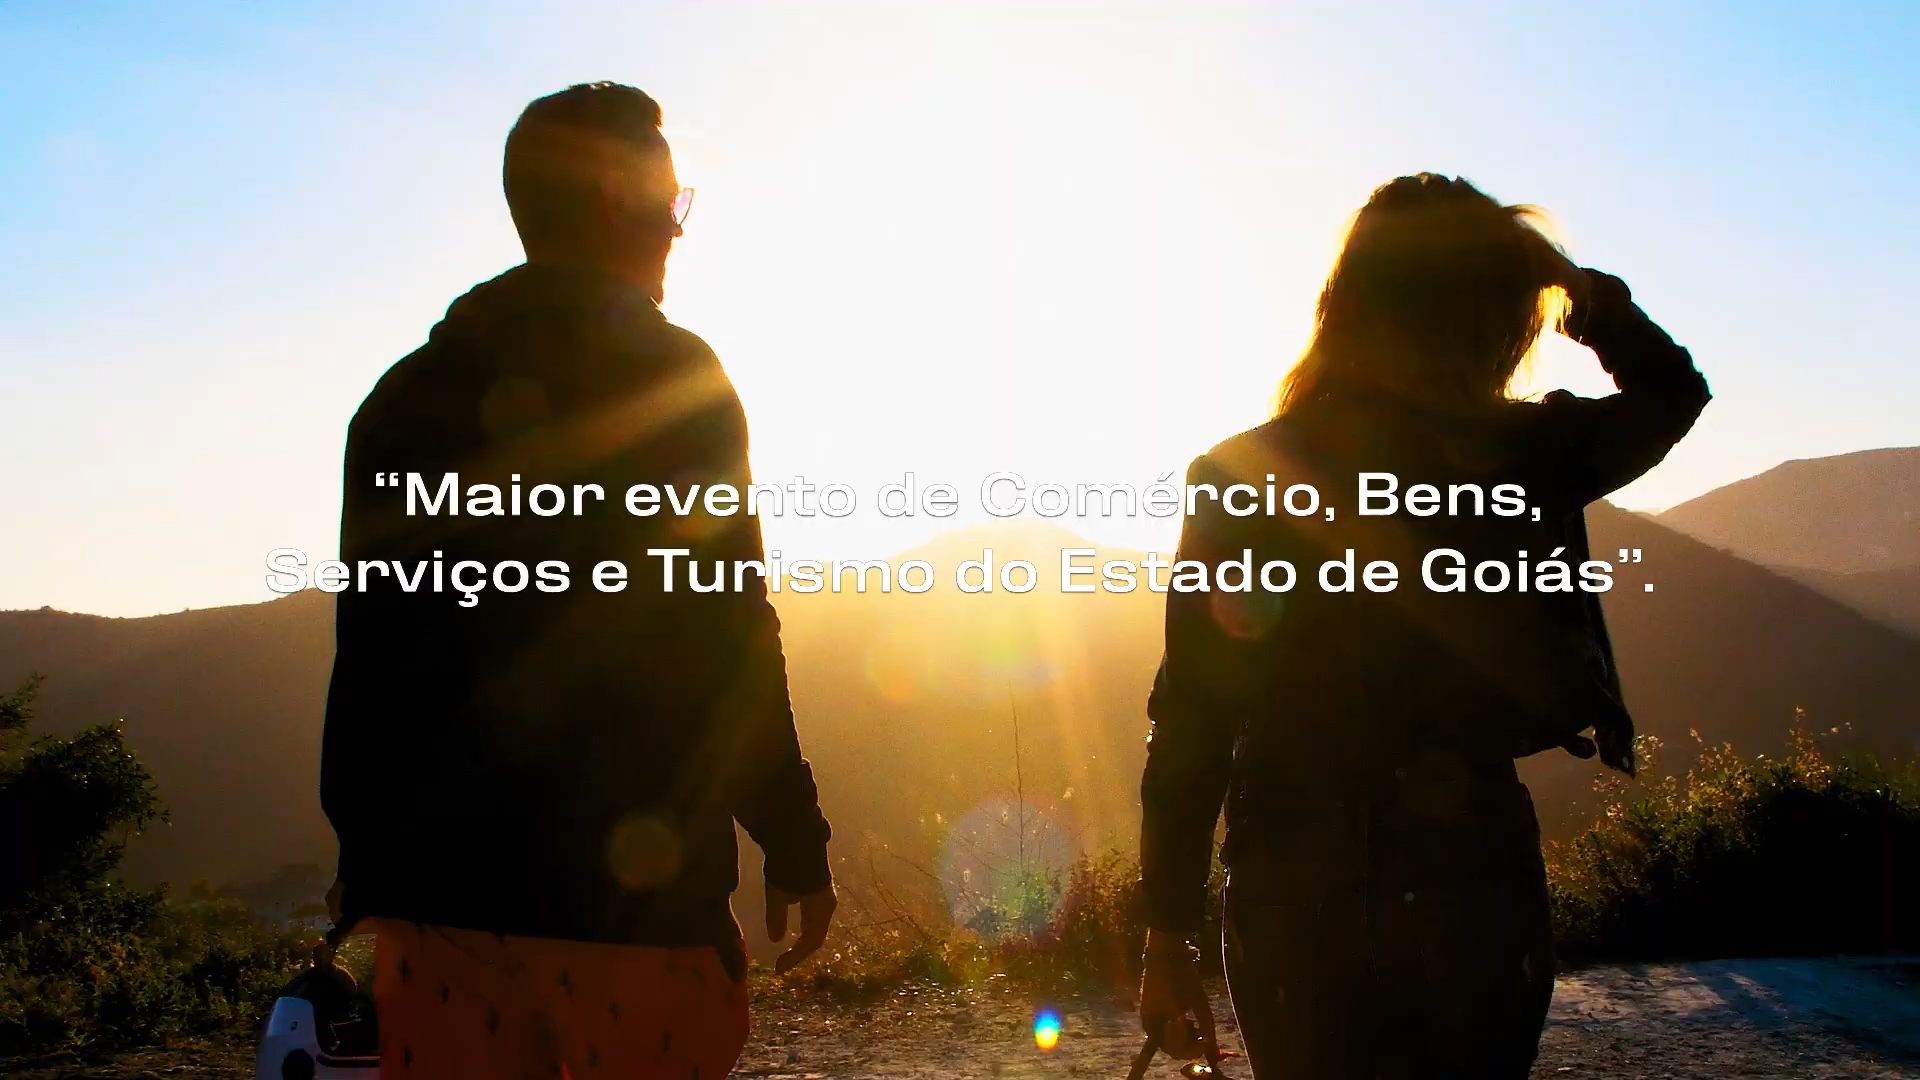 “Maior evento de Comércio, Bens,
Serviços e Turismo do Estado de Goiás”.